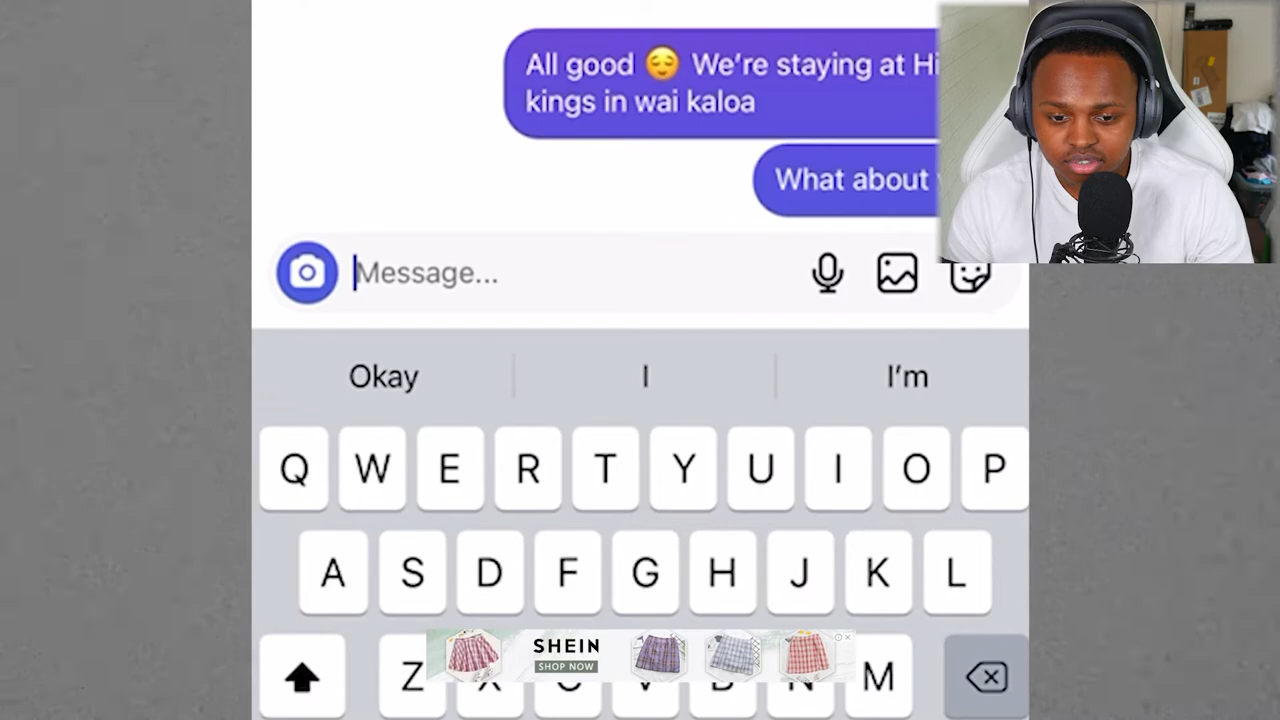 All good 😌 We're staying at Hi
kings in wai kaloa
What about
Message...
Okay I I'm
Q W E R T Y U I O P
A S D F G H J K L
SHEIN
SHOP NOW
Z X C V B N M